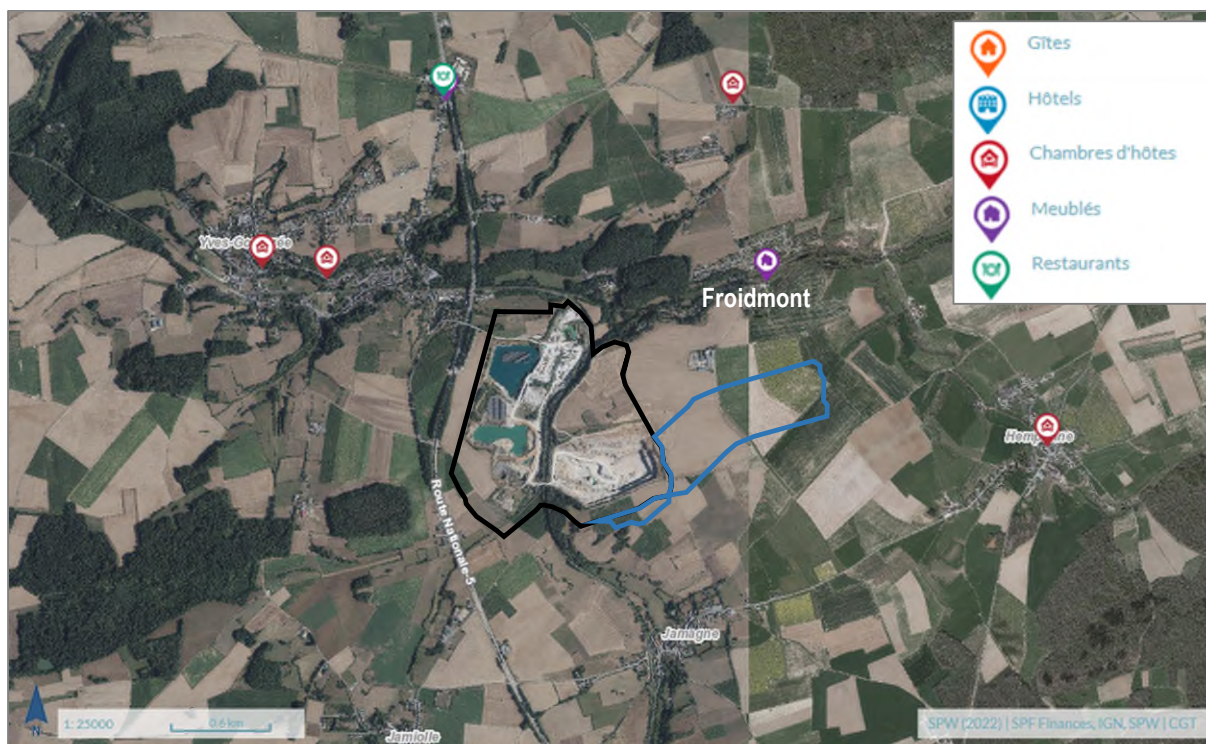 Gîtes
Hôtels
Chambres d'hôtes
Meublés
Restaurants
Froidmont
Route Nationale-5
Jamagne
Jamiolle
1: 25000
0.6 km
N
SPW (2022) | SPF Finances, IGN, SPW | CGT